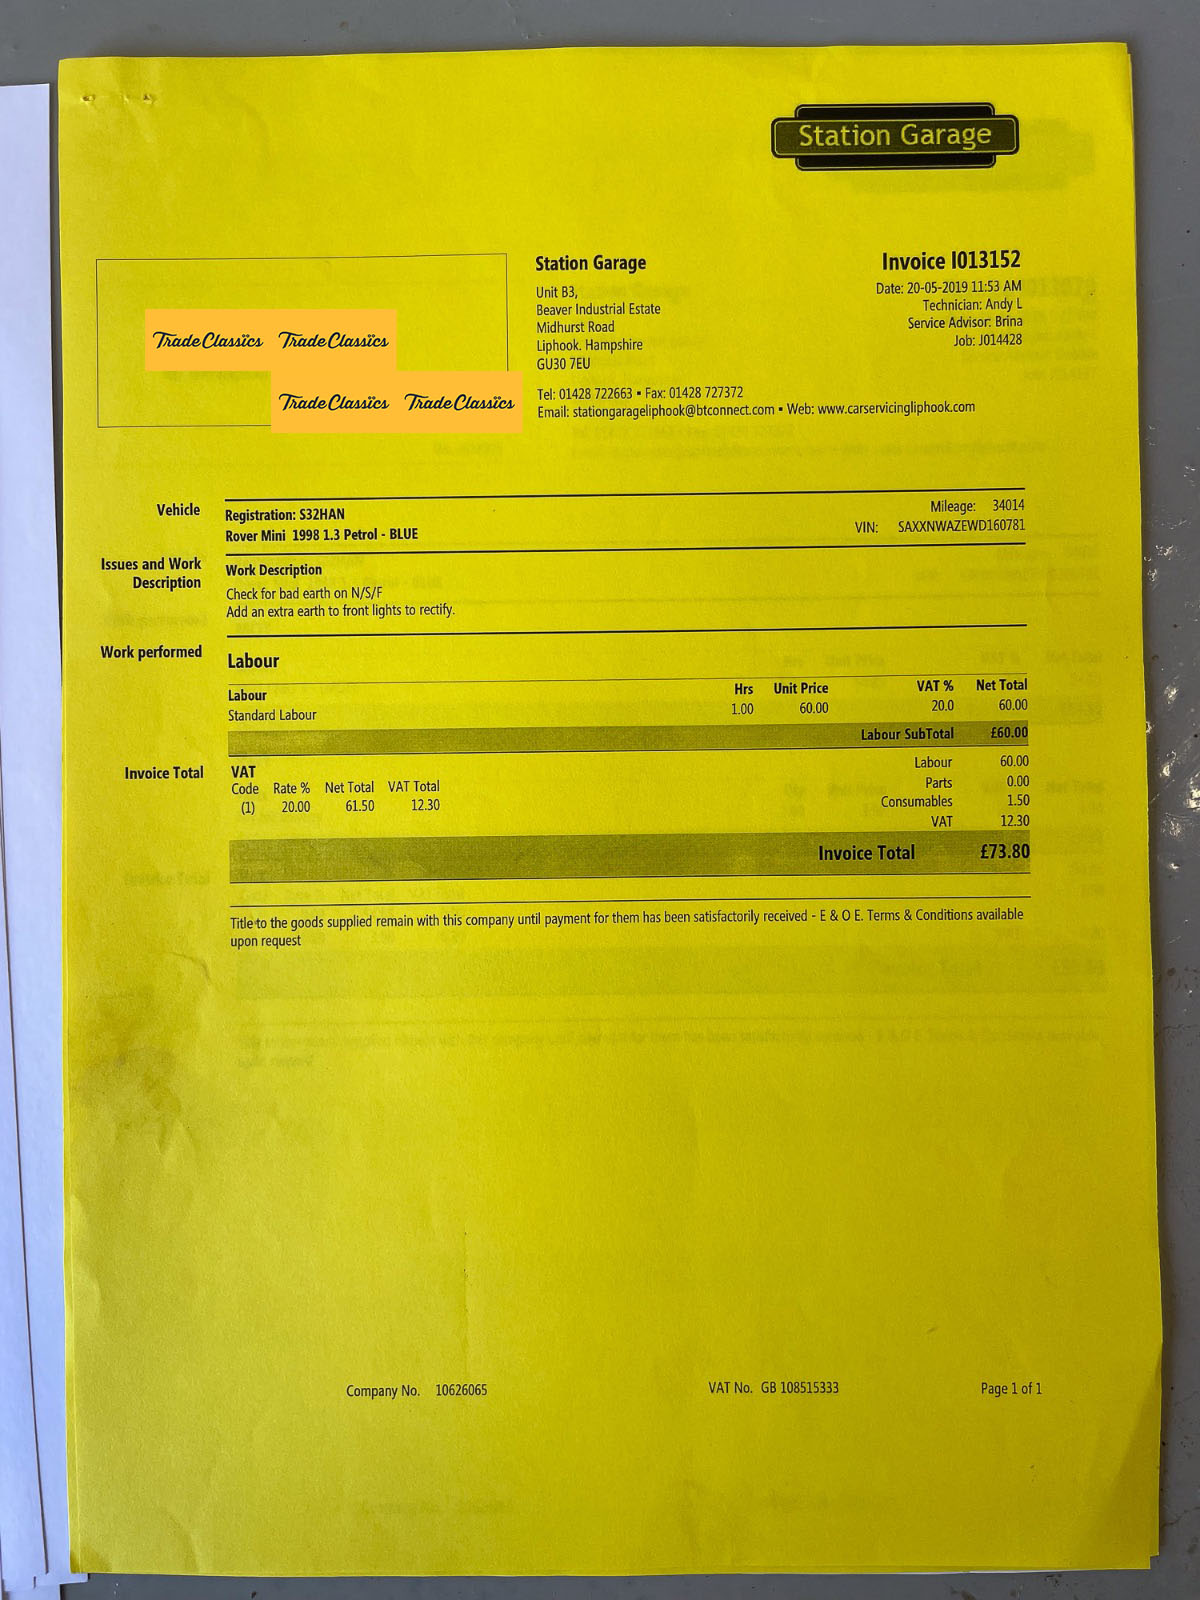 Station Garage
Trade Classics Trade Classics
Trade Classics Trade Classics
Station Garage
Unit B3,
Beaver Industrial Estate
Midhurst Road
Liphook. Hampshire
GU30 7EU
Tel: 01428 722663 ▪ Fax: 01428 727372
Email: stationgarageliphook@btconnect.com ▪ Web: www.carservicingliphook.com
Invoice I013152
Date: 20-05-2019 11:53 AM
Technician: Andy L
Service Advisor: Brina
Job: J014428
Vehicle
Registration: S32HAN
Rover Mini 1998 1.3 Petrol - BLUE
Mileage: 34014
VIN: SAXXNWAZEWD160781
Issues and Work
Description
Work Description
Check for bad earth on N/S/F
Add an extra earth to front lights to rectify.
Work performed
Labour
Labour Hrs Unit Price VAT % Net Total
Standard Labour 1.00 60.00 20.0 60.00
Labour SubTotal £60.00
Invoice Total
VAT
Code Rate % Net Total VAT Total
(1) 20.00 61.50 12.30
Labour 60.00
Parts 0.00
Consumables 1.50
VAT 12.30
Invoice Total £73.80
Title to the goods supplied remain with this company until payment for them has been satisfactorily received - E & O E. Terms & Conditions available
upon request
Company No. 10626065 VAT No. GB 108515333 Page 1 of 1